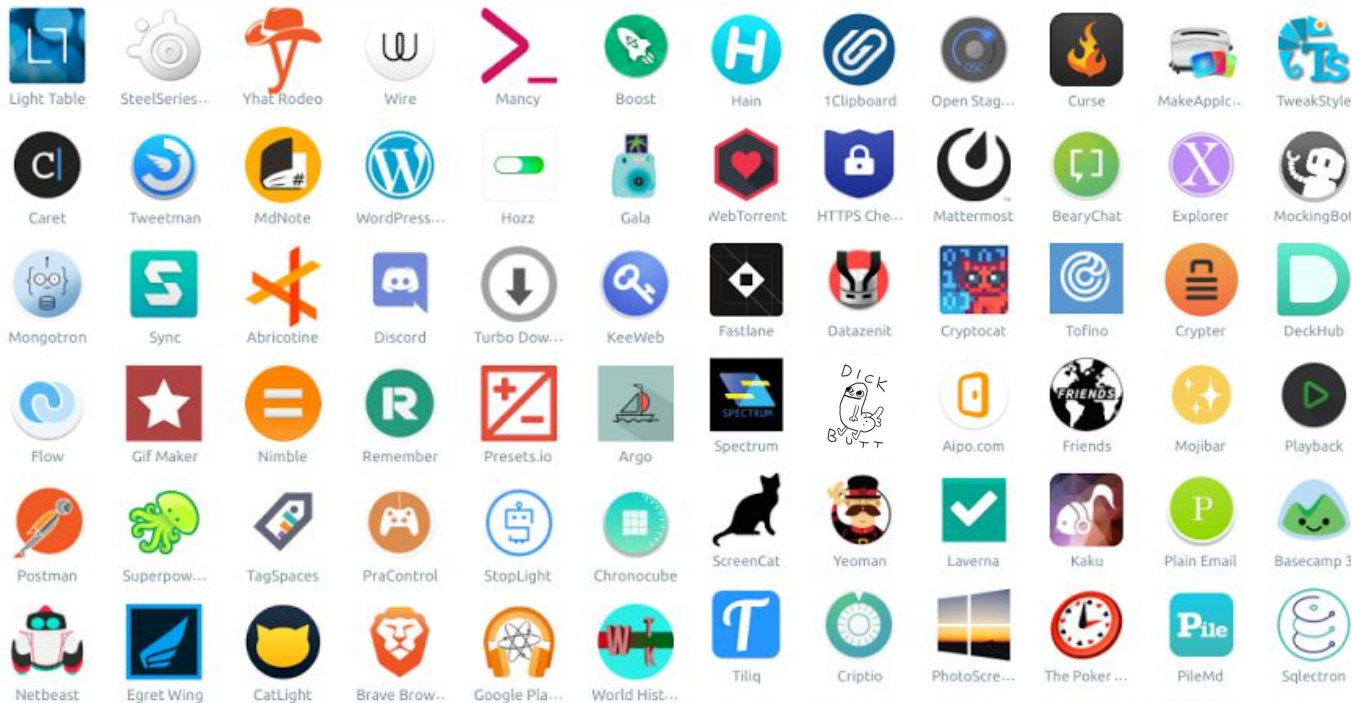 Light Table SteelSeries... Yhat Rodeo Wire Mancy Boost Hain 1Clipboard Open Stag... Curse MakeAppIc... TweakStyle
Caret Tweetman MdNote WordPress... Hozz Gala WebTorrent HTTPS Che... Mattermost BearyChat Explorer MockingBot
Mongotron Sync Abricotine Discord Turbo Dow... KeeWeb Fastlane Datazenit Cryptocat Tofino Crypter DeckHub
SPECTRUM
DICK
BUTT
FRIENDS
Flow Gif Maker Nimble Remember Presets.io Argo Spectrum Aipo.com Friends Mojibar Playback
Postman Superpow... TagSpaces PraControl StopLight Chronocube ScreenCat Yeoman Laverna Kaku Plain Email Basecamp 3
Pile
Netbeast Egret Wing CatLight Brave Brow... Google Pla... World Hist... Tiliq Criptio PhotoScre... The Poker ... PileMd Sqlectron